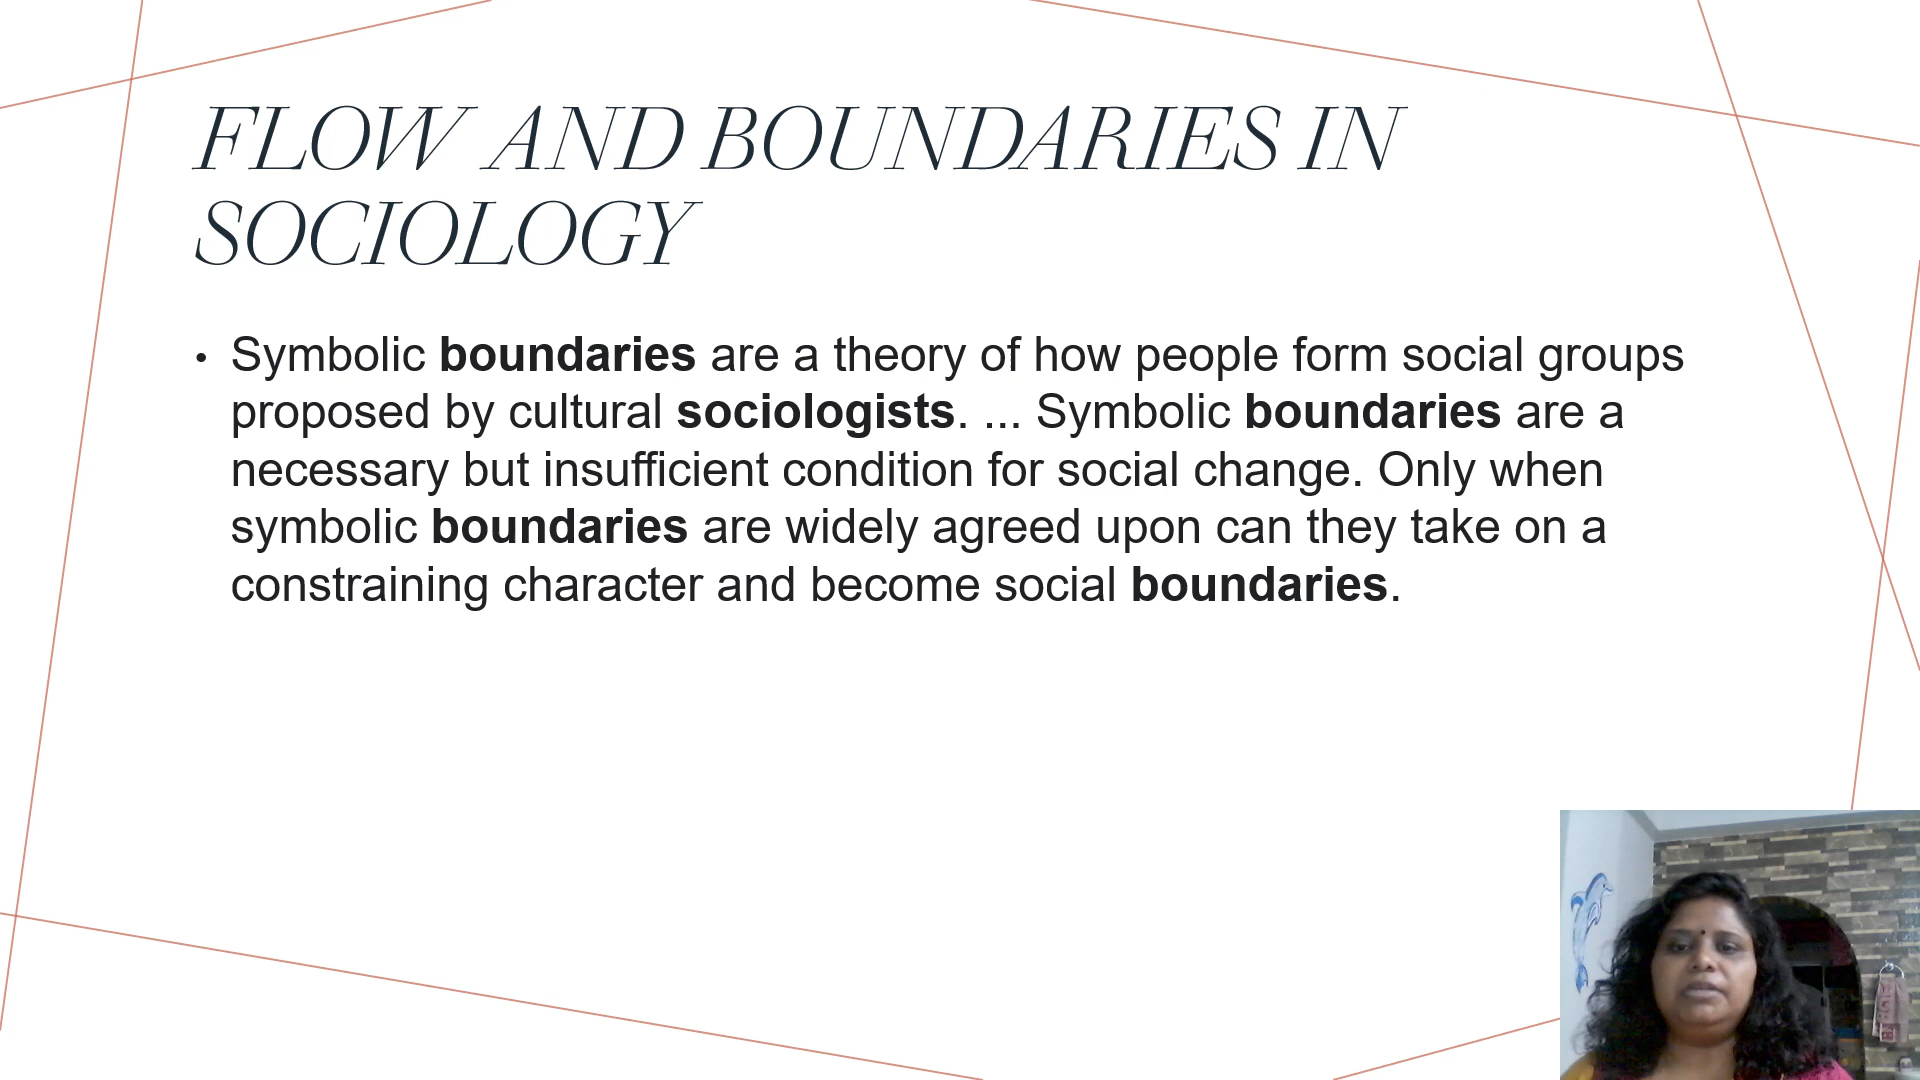 FLOW AND BOUNDARIES IN
SOCIOLOGY
• Symbolic boundaries are a theory of how people form social groups
proposed by cultural sociologists. ... Symbolic boundaries are a
necessary but insufficient condition for social change. Only when
symbolic boundaries are widely agreed upon can they take on a
constraining character and become social boundaries.